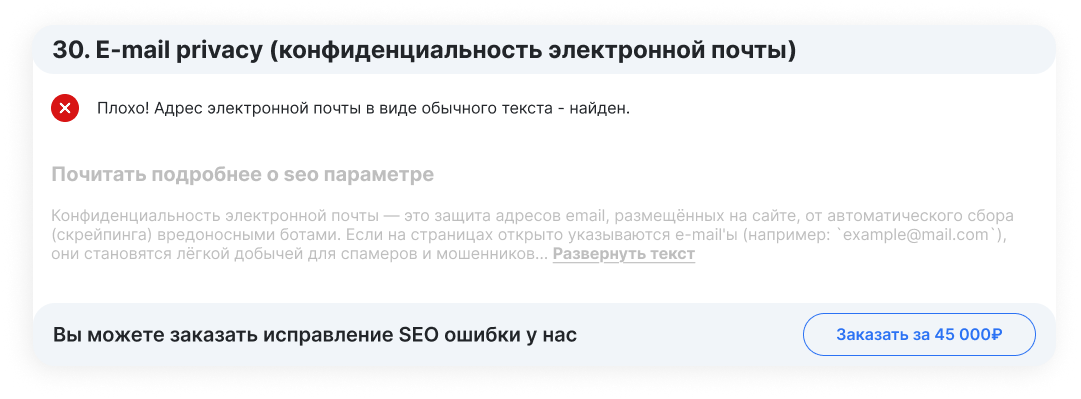 30. E-mail privacy (конфиденциальность электронной почты)
Плохо! Адрес электронной почты в виде обычного текста - найден.
Почитать подробнее о seo параметре
Конфиденциальность электронной почты — это защита адресов email, размещённых на сайте, от автоматического сбора
(скрейпинга) вредоносными ботами. Если на страницах открыто указываются e-mail'ы (например: `example@mail.com`),
они становятся лёгкой добычей для спамеров и мошенников... Развернуть текст
Вы можете заказать исправление SEO ошибки у нас
Заказать за 45 000₽